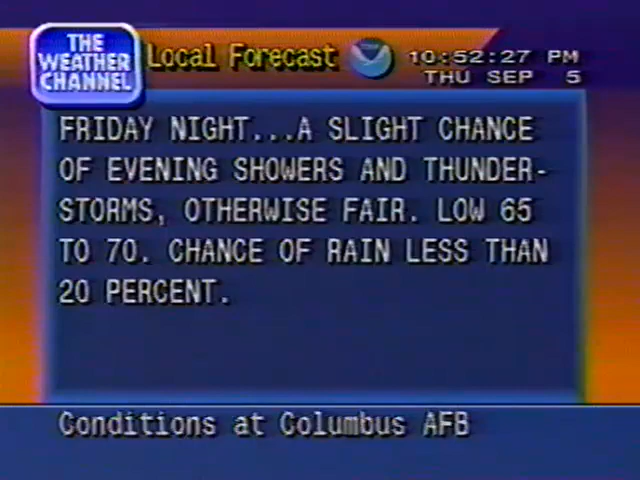 THE
WEATHER
CHANNEL
Local Forecast
10:52:27 PM
THU SEP 5
FRIDAY NIGHT...A SLIGHT CHANCE
OF EVENING SHOWERS AND THUNDER-
STORMS, OTHERWISE FAIR. LOW 65
TO 70. CHANCE OF RAIN LESS THAN
20 PERCENT.
Conditions at Columbus AFB